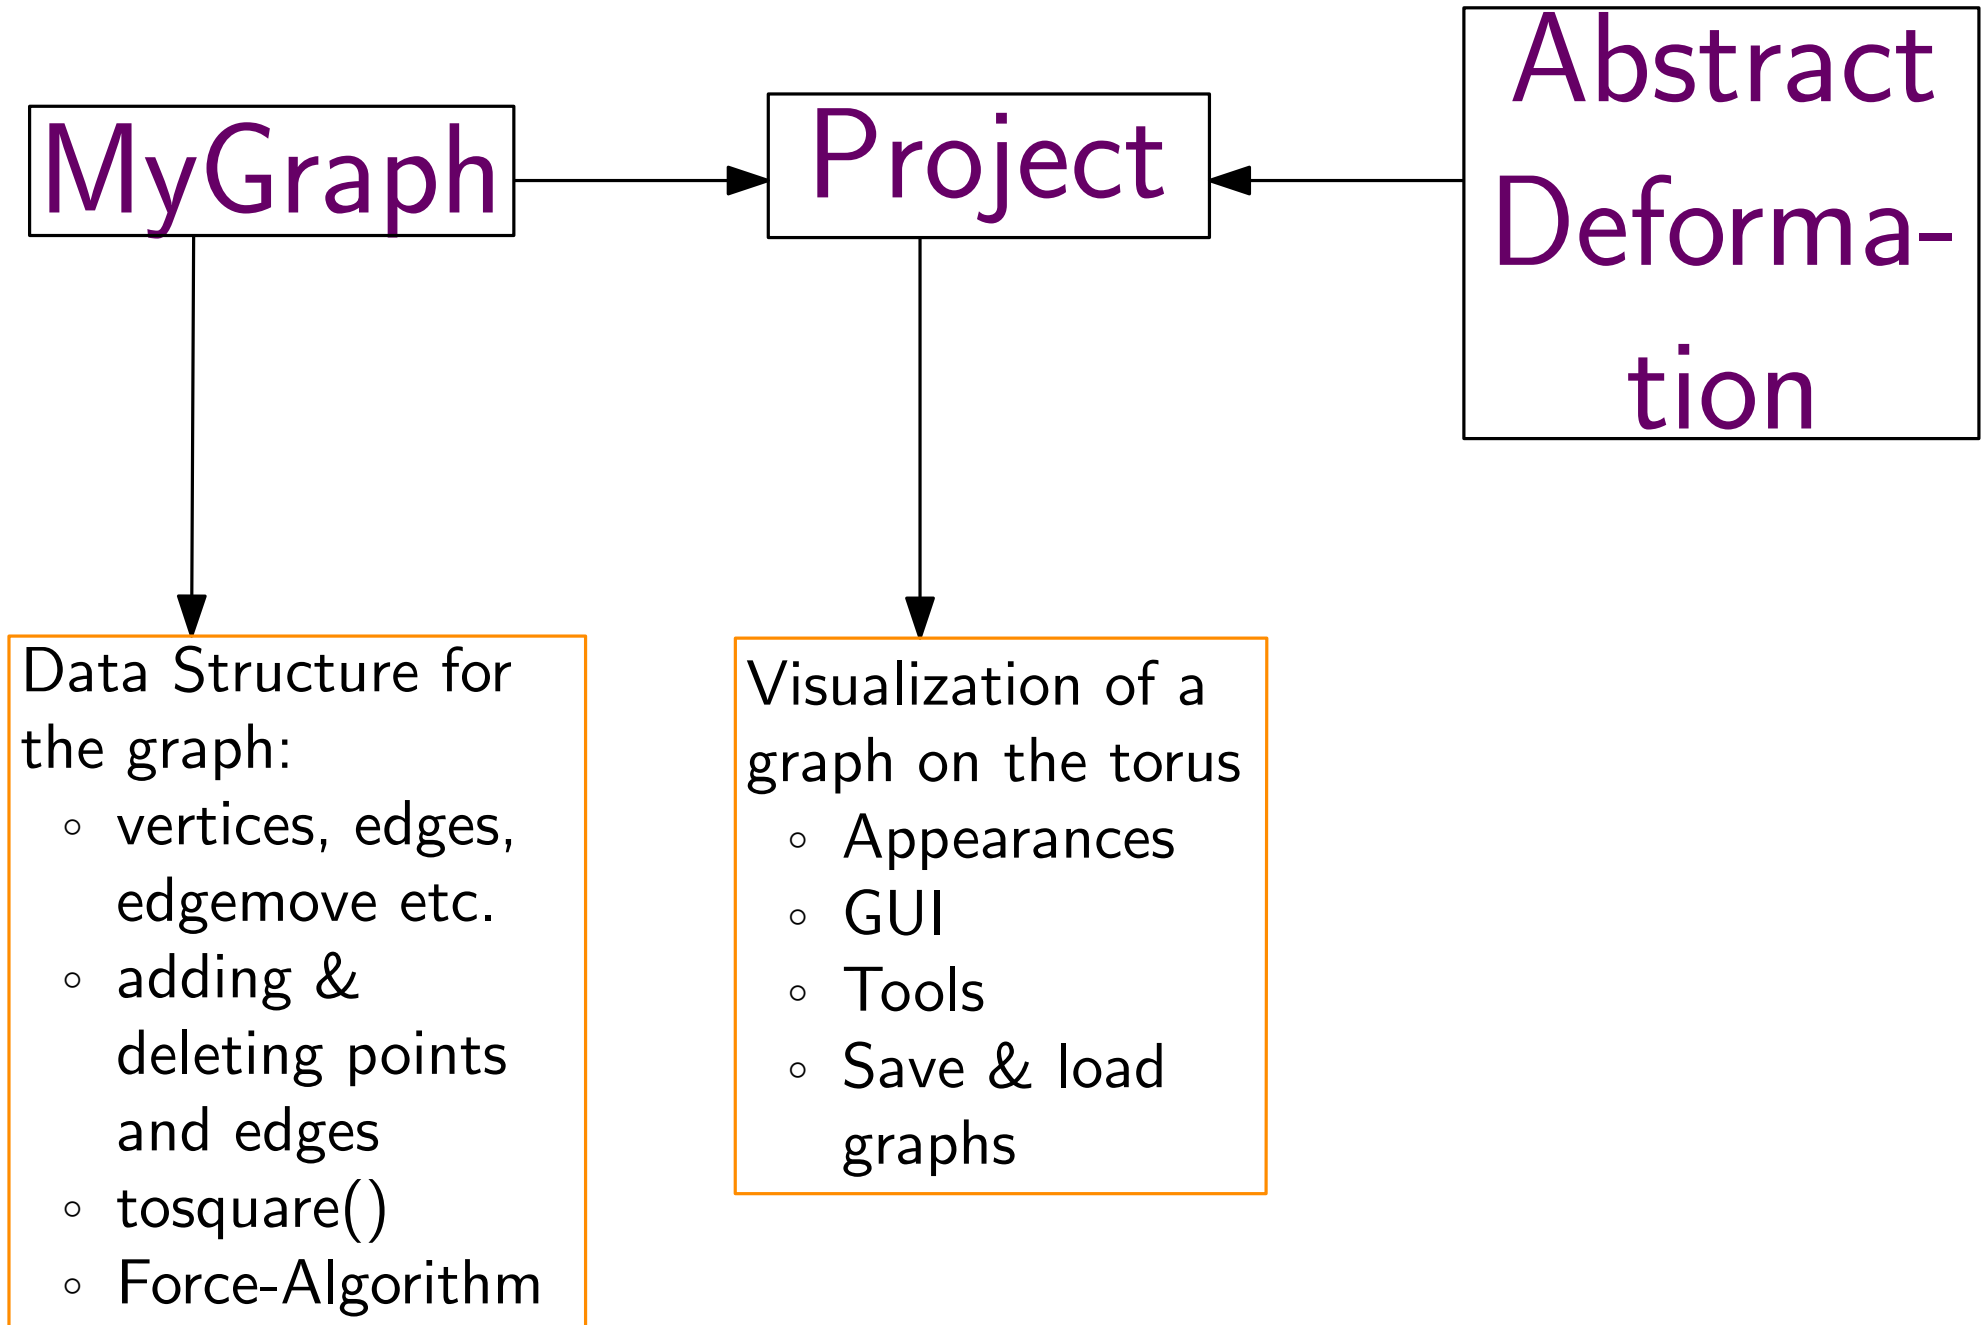 MyGraph
Project
Abstract
Deforma-
tion
Data Structure for
the graph:
◦ vertices, edges,
edgemove etc.
◦ adding &
deleting points
and edges
◦ tosquare()
◦ Force-Algorithm
Visualization of a
graph on the torus
◦ Appearances
◦ GUI
◦ Tools
◦ Save & load
graphs